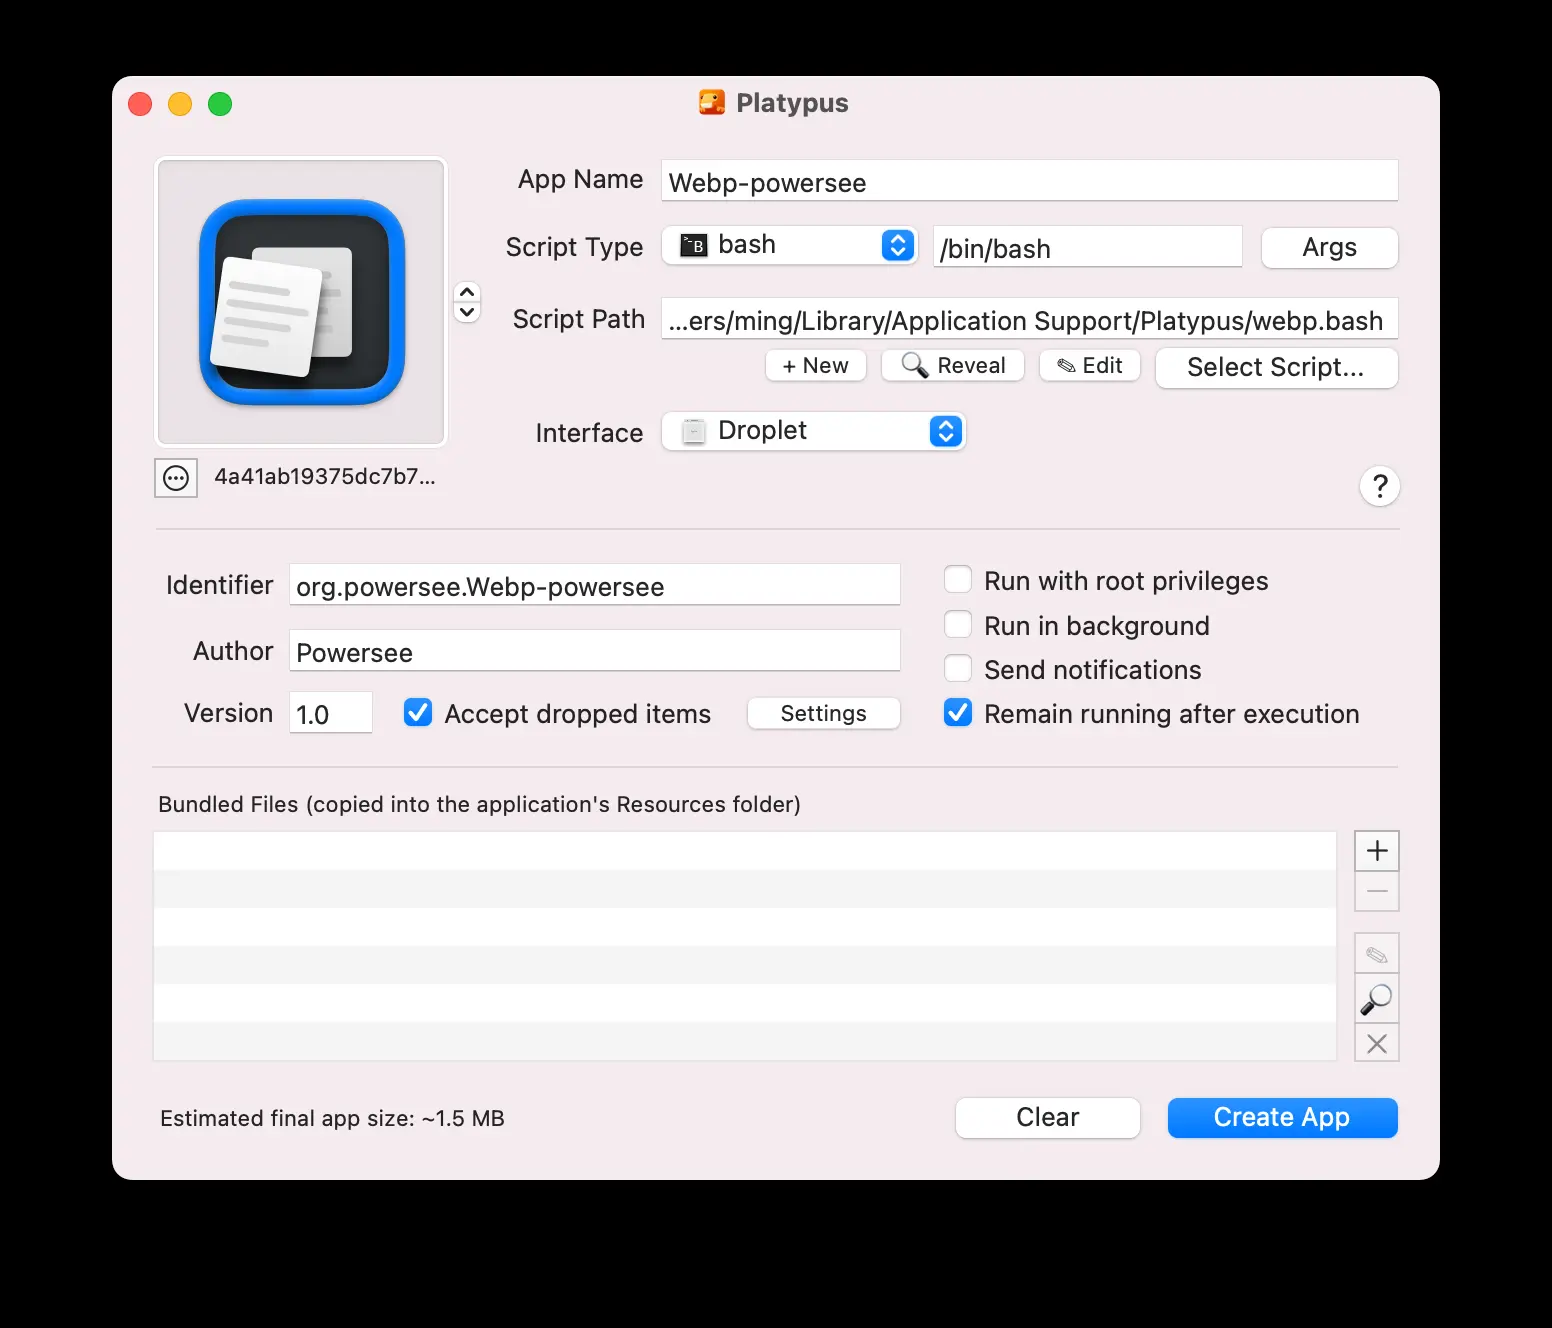 Platypus
App Name
Webp-powersee
Script Type
bash
/bin/bash
Args
Script Path
...ers/ming/Library/Application Support/Platypus/webp.bash
+ New
Reveal
✎ Edit
Select Script...
Interface
Droplet
4a41ab19375dc7b7...
?
Identifier
org.powersee.Webp-powersee
Author
Powersee
Version
1.0
Accept dropped items
Settings
Run with root privileges
Run in background
Send notifications
Remain running after execution
Bundled Files (copied into the application's Resources folder)
Estimated final app size: ~1.5 MB
Clear
Create App